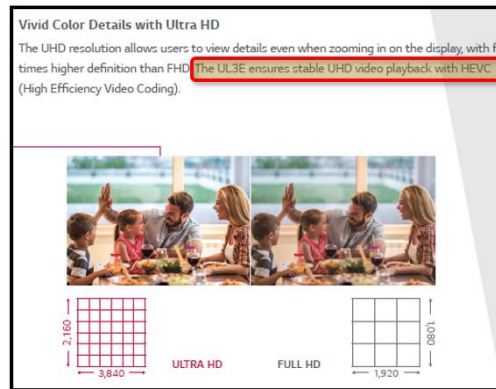 Vivid Color Details with Ultra HD
The UHD resolution allows users to view details even when zooming in on the display, with
times higher definition than FHD. The UL3E ensures stable UHD video playback with HEVC
(High Efficiency Video Coding).
2,160
3,840
ULTRA HD
FULL HD
1,080
1,920